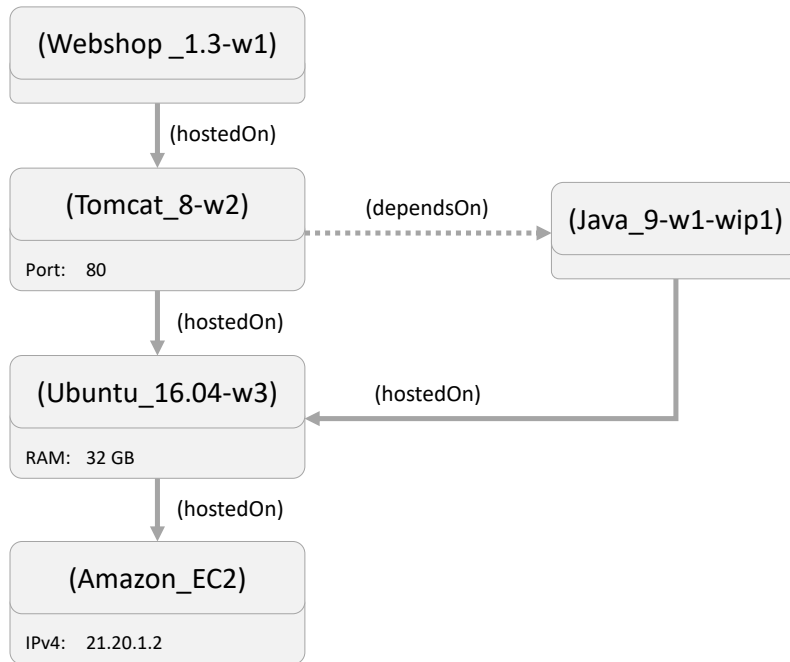 (Webshop _1.3-w1)
(hostedOn)
(Tomcat_8-w2)
Port: 80
(dependsOn)
(Java_9-w1-wip1)
(hostedOn)
(Ubuntu_16.04-w3)
RAM: 32 GB
(hostedOn)
(hostedOn)
(Amazon_EC2)
IPv4: 21.20.1.2